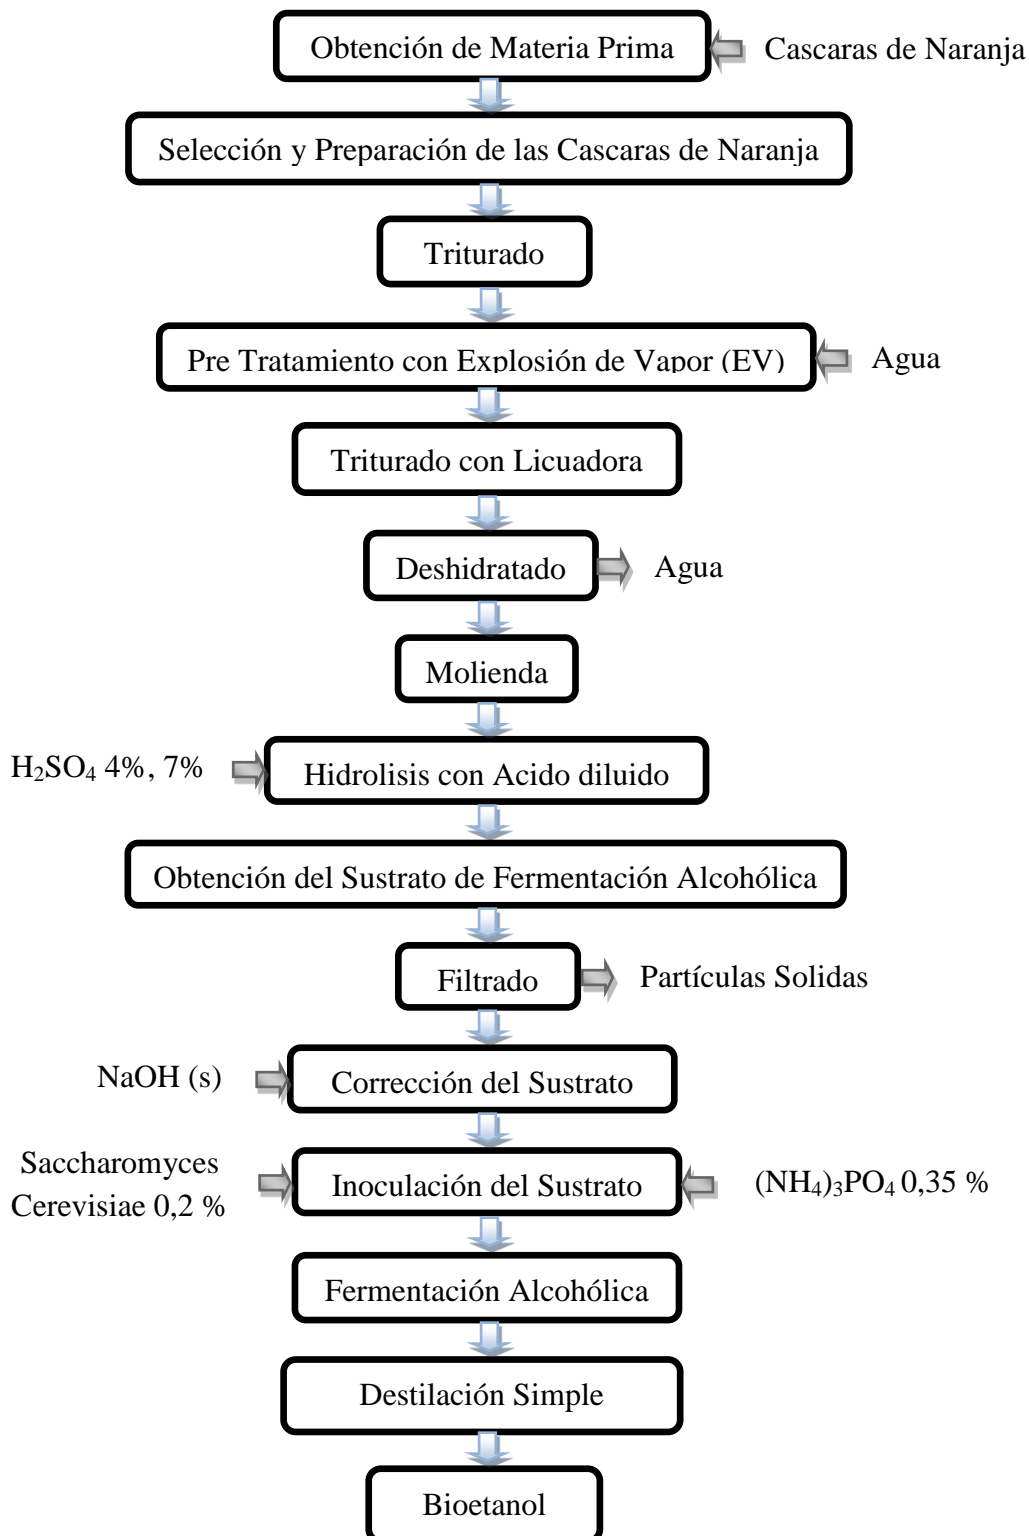 Obtención de Materia Prima
Cascaras de Naranja
Selección y Preparación de las Cascaras de Naranja
Triturado
Pre Tratamiento con Explosión de Vapor (EV)
Agua
Triturado con Licuadora
Deshidratado
Agua
Molienda
H₂SO₄ 4%, 7%
Hidrolisis con Acido diluido
Obtención del Sustrato de Fermentación Alcohólica
Filtrado
Partículas Solidas
NaOH (s)
Corrección del Sustrato
Saccharomyces
Cerevisiae 0,2 %
Inoculación del Sustrato
(NH₄)₃PO₄ 0,35 %
Fermentación Alcohólica
Destilación Simple
Bioetanol